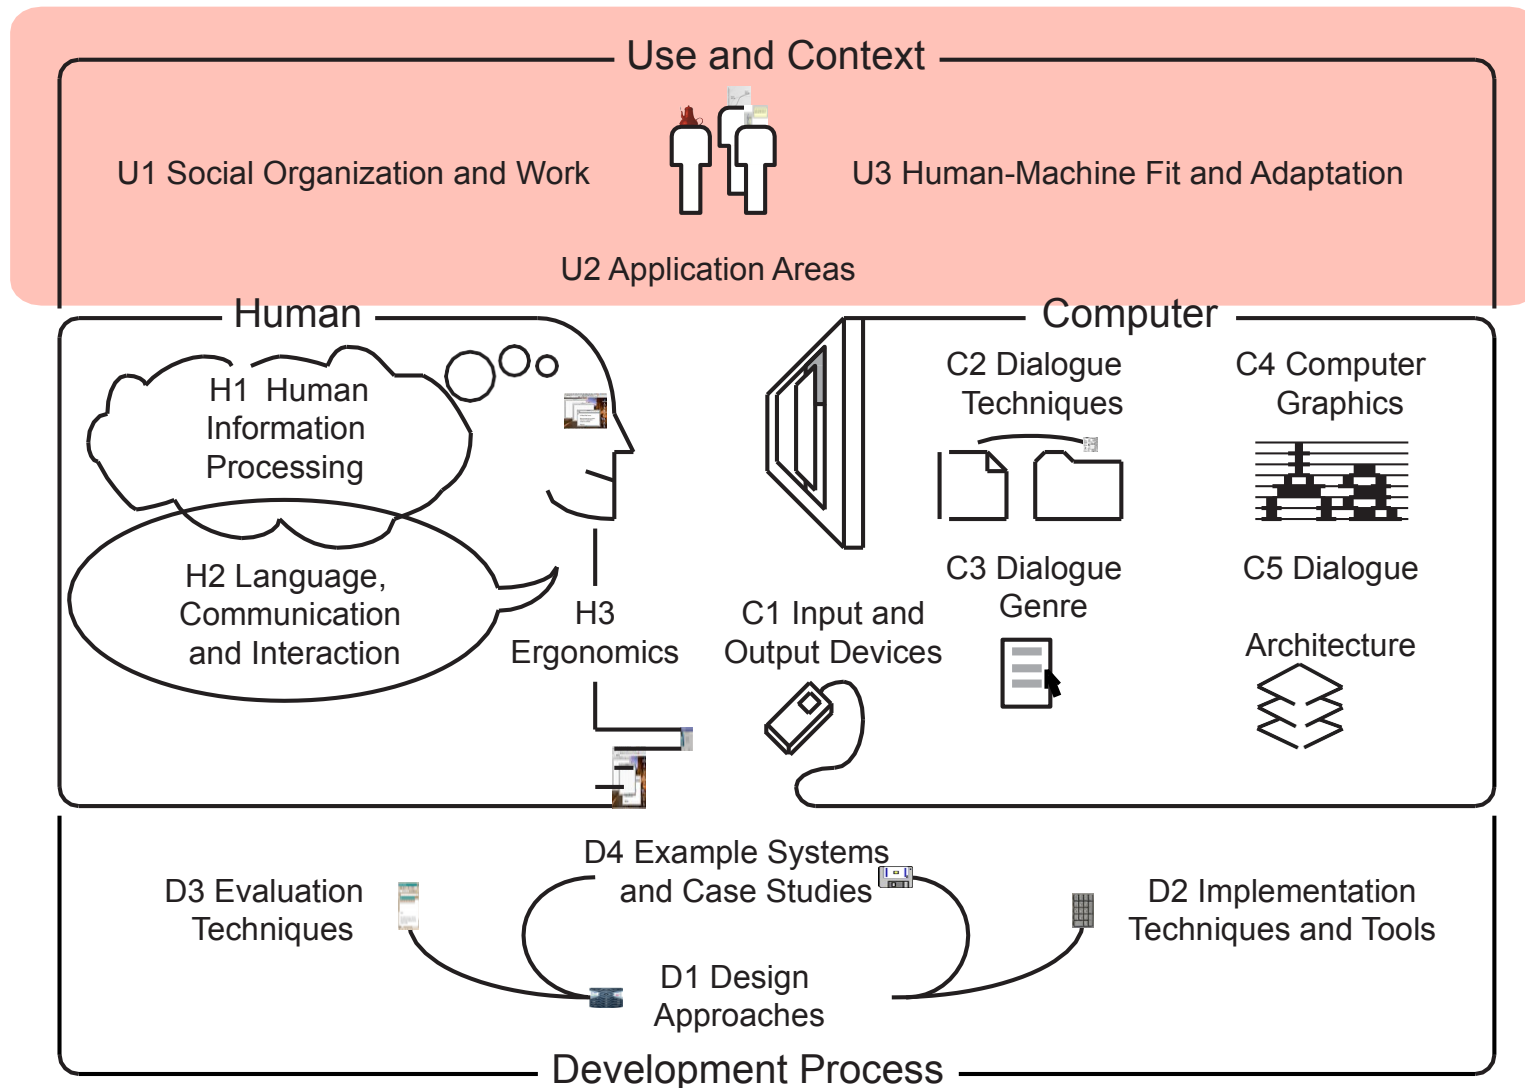 Use and Context
U1 Social Organization and Work
U3 Human-Machine Fit and Adaptation
U2 Application Areas
Human
H1 Human
Information
Processing
H2 Language,
Communication
and Interaction
H3
Ergonomics
Computer
C1 Input and
Output Devices
C2 Dialogue
Techniques
C3 Dialogue
Genre
C4 Computer
Graphics
C5 Dialogue
Architecture
D3 Evaluation
Techniques
D4 Example Systems
and Case Studies
D2 Implementation
Techniques and Tools
D1 Design
Approaches
Development Process